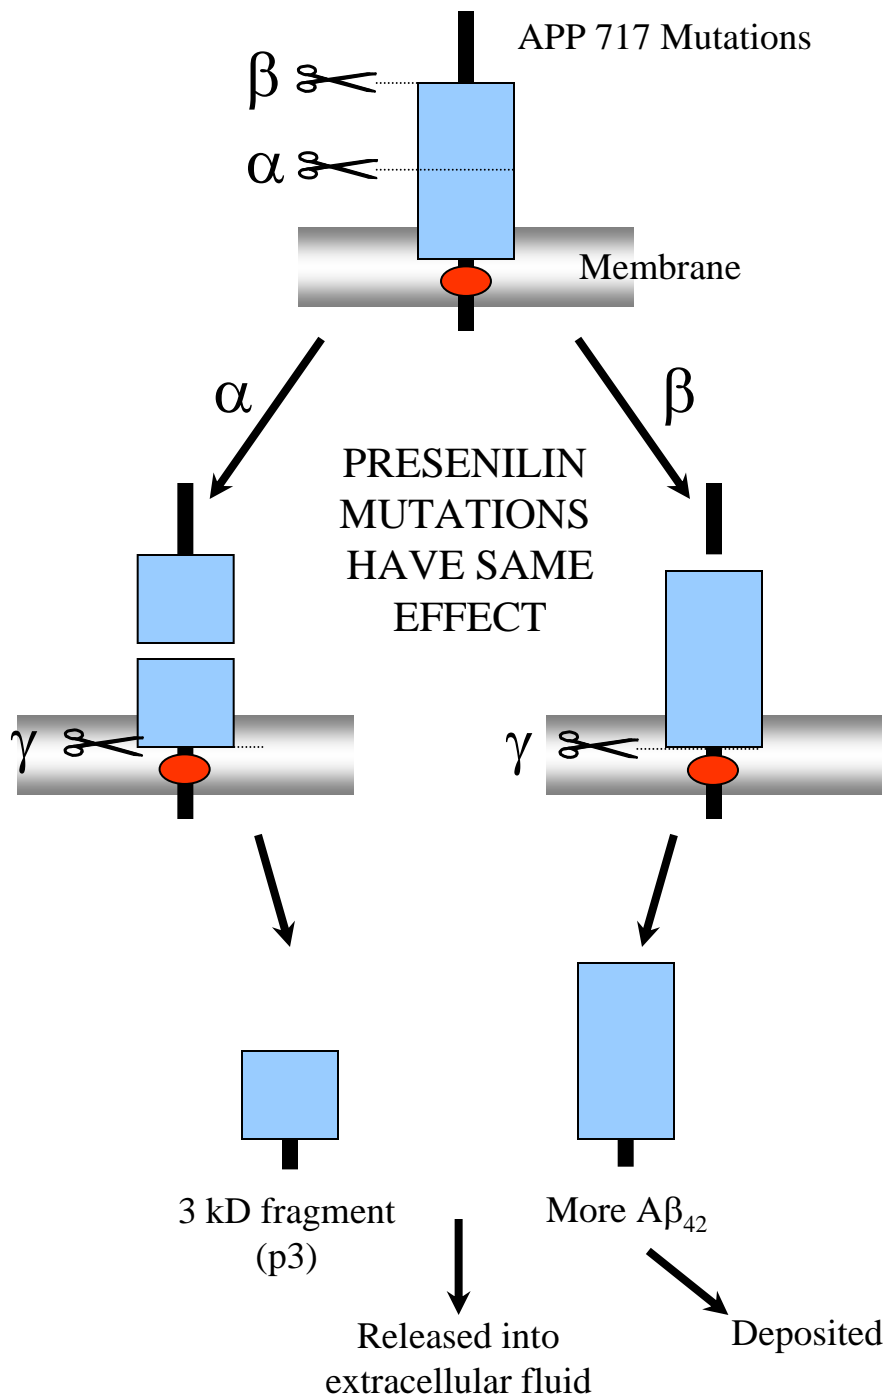 APP 717 Mutations
β
α
Membrane
α
β
PRESENILIN
MUTATIONS
HAVE SAME
EFFECT
γ
γ
3 kD fragment
(p3)
More Aβ₄₂
Released into
extracellular fluid
Deposited